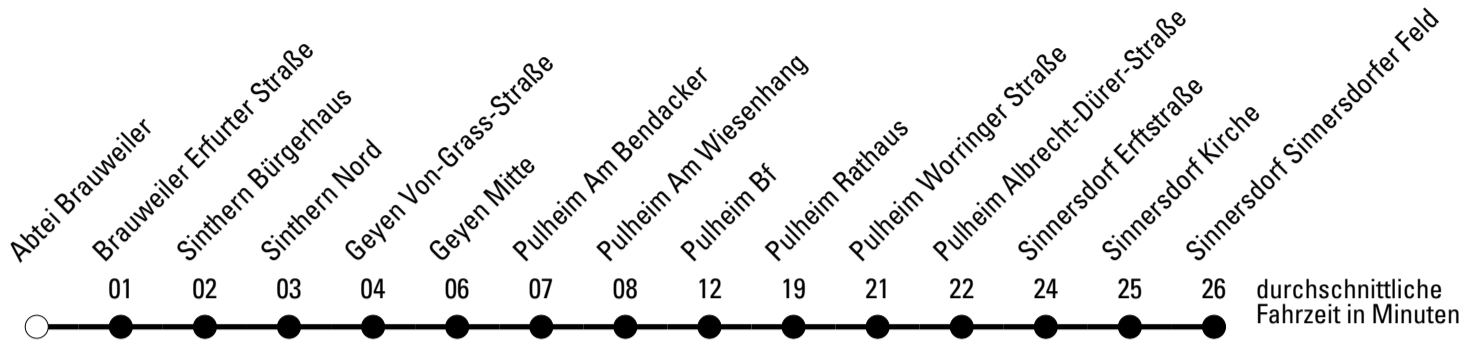 Abtei Brauweiler
Brauweiler Erfurter Straße
Sinthern Bürgerhaus
Sinthern Nord
Geyen Von-Grass-Straße
Geyen Mitte
Pulheim Am Bendacker
Pulheim Am Wiesenhang
Pulheim Bf
Pulheim Rathaus
Pulheim Worringer Straße
Pulheim Albrecht-Dürer-Straße
Sinnersdorf Erftstraße
Sinnersdorf Kirche
Sinnersdorf Sinnersdorfer Feld
01 02 03 04 06 07 08 12 19 21 22 24 25 26
durchschnittliche
Fahrzeit in Minuten